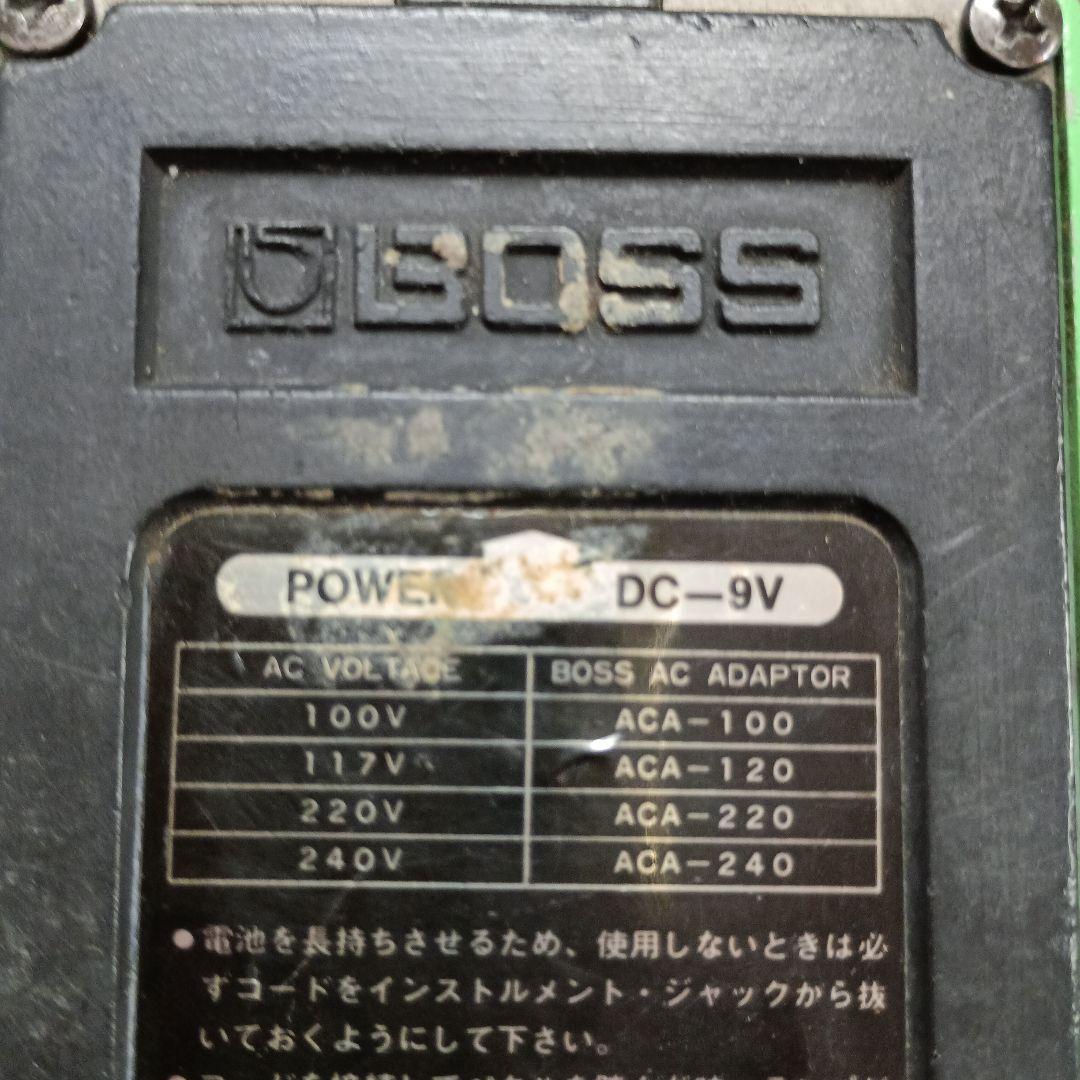 BOSS
POWER DC—9V
AC VOLTAGE BOSS AC ADAPTOR
100V ACA-100
117V ACA-120
220V ACA-220
240V ACA-240
●電池を長持ちさせるため、使用しないときは必
ずコードをインストルメント・ジャックから抜
いておくようにして下さい。